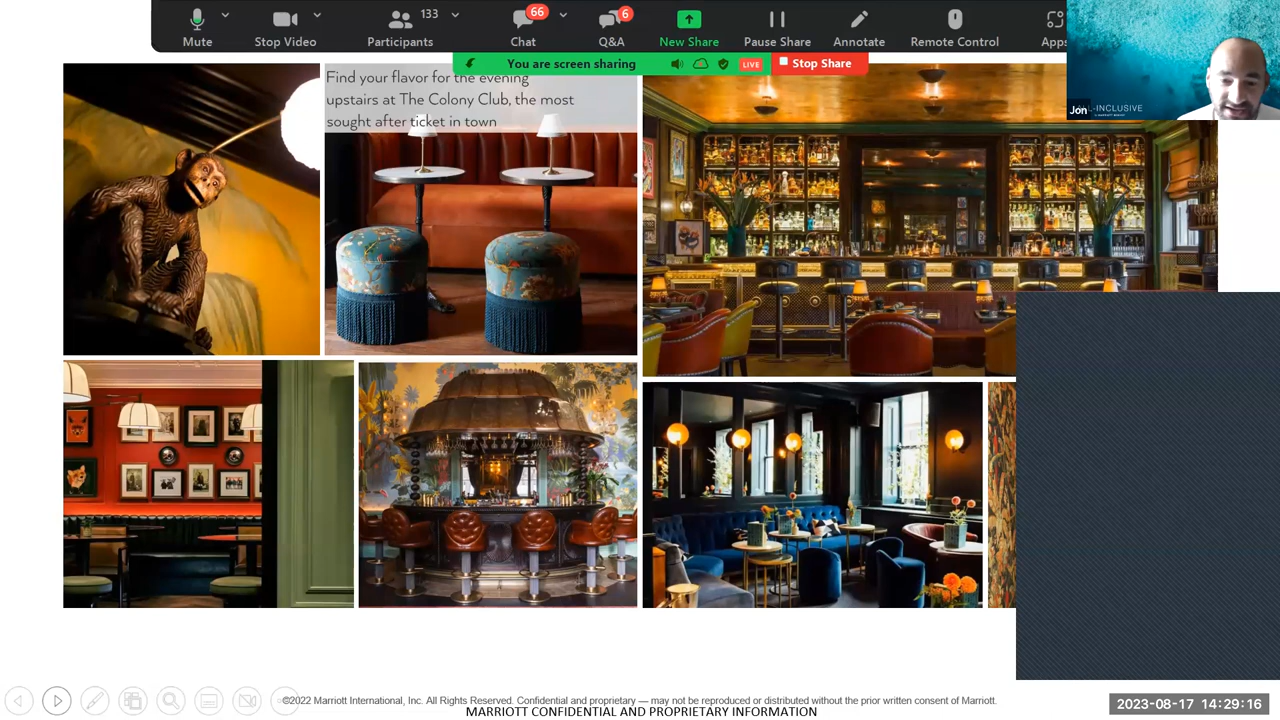 66
6
133
Mute
Stop Video
Participants
Chat
Q&A
New Share
Pause Share
Annotate
Remote Control
Apps
You are screen sharing
LIVE
Stop Share
Jon
L-INCLUSIVE
Find your flavor for the evening
upstairs at The Colony Club, the most
sought after ticket in town
©2022 Marriott International, Inc. All Rights Reserved. Confidential and proprietary — may not be reproduced or distributed without the prior written consent of Marriott.
MARRIOTT CONFIDENTIAL AND PROPRIETARY INFORMATION
2023-08-17 14:29:16